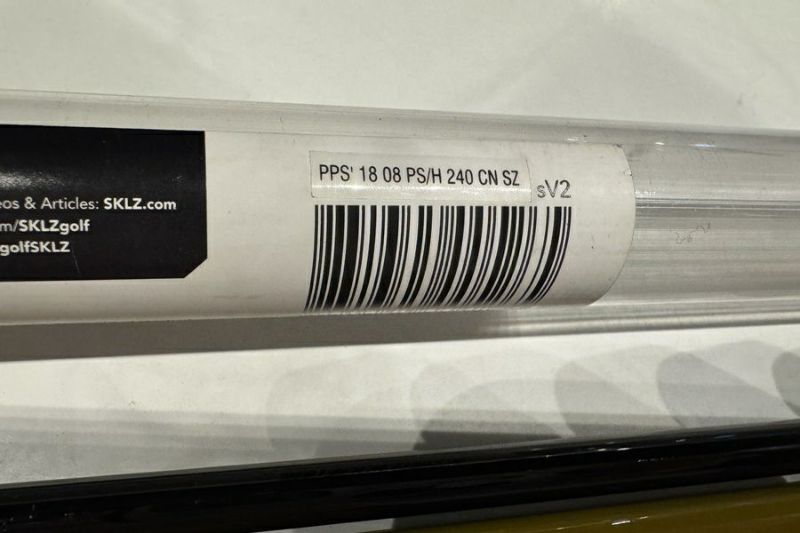 eos & Articles: SKLZ.com
m/SKLZgolf
golfSKLZ
PPS' 18 08 PS/H 240 CN SZ
sV2